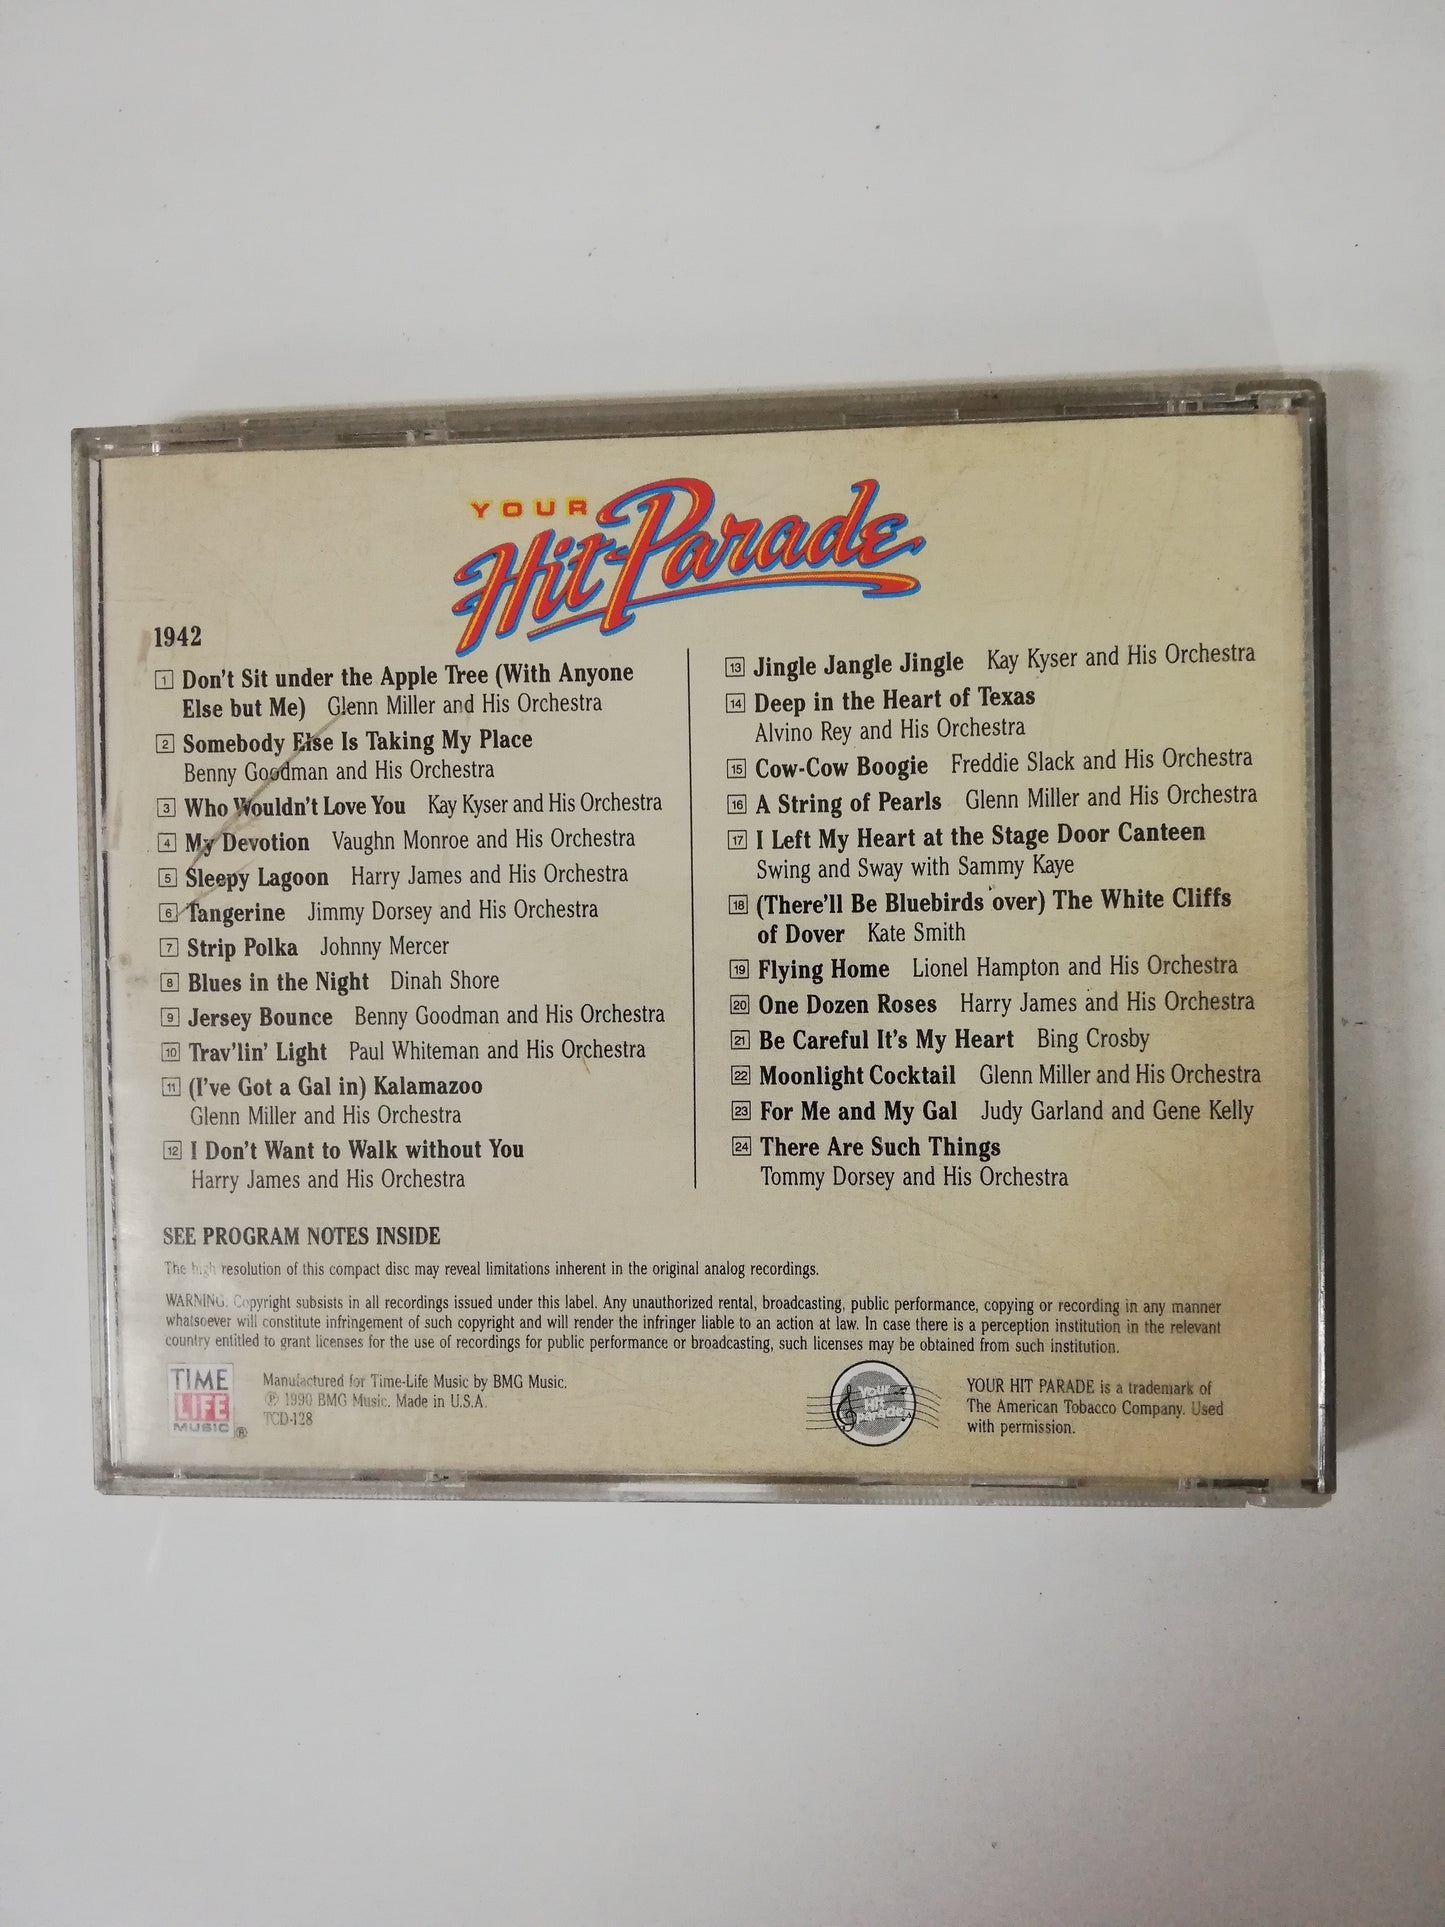 YOUR
Hit Parade
1942
1 Don't Sit under the Apple Tree (With Anyone
Else but Me) Glenn Miller and His Orchestra
2 Somebody Else Is Taking My Place
Benny Goodman and His Orchestra
3 Who Wouldn't Love You Kay Kyser and His Orchestra
4 My Devotion Vaughn Monroe and His Orchestra
5 Sleepy Lagoon Harry James and His Orchestra
6 Tangerine Jimmy Dorsey and His Orchestra
7 Strip Polka Johnny Mercer
8 Blues in the Night Dinah Shore
9 Jersey Bounce Benny Goodman and His Orchestra
10 Trav'lin' Light Paul Whiteman and His Orchestra
11 (I've Got a Gal in) Kalamazoo
Glenn Miller and His Orchestra
12 I Don't Want to Walk without You
Harry James and His Orchestra
13 Jingle Jangle Jingle Kay Kyser and His Orchestra
14 Deep in the Heart of Texas
Alvino Rey and His Orchestra
15 Cow-Cow Boogie Freddie Slack and His Orchestra
16 A String of Pearls Glenn Miller and His Orchestra
17 I Left My Heart at the Stage Door Canteen
Swing and Sway with Sammy Kaye
18 (There'll Be Bluebirds over) The White Cliffs
of Dover Kate Smith
19 Flying Home Lionel Hampton and His Orchestra
20 One Dozen Roses Harry James and His Orchestra
21 Be Careful It's My Heart Bing Crosby
22 Moonlight Cocktail Glenn Miller and His Orchestra
23 For Me and My Gal Judy Garland and Gene Kelly
24 There Are Such Things
Tommy Dorsey and His Orchestra
SEE PROGRAM NOTES INSIDE
The high resolution of this compact disc may reveal limitations inherent in the original analog recordings.
WARNING: Copyright subsists in all recordings issued under this label. Any unauthorized rental, broadcasting, public performance, copying or recording in any manner
whatsoever will constitute infringement of such copyright and will render the infringer liable to an action at law. In case there is a perception institution in the relevant
country entitled to grant licenses for the use of recordings for public performance or broadcasting, such licenses may be obtained from such institution.
TIME
LIFE
MUSIC ®
Manufactured for Time-Life Music by BMG Music.
℗ 1990 BMG Music. Made in U.S.A.
TCD-128
Your
Hit
Parade
YOUR HIT PARADE is a trademark of
The American Tobacco Company. Used
with permission.